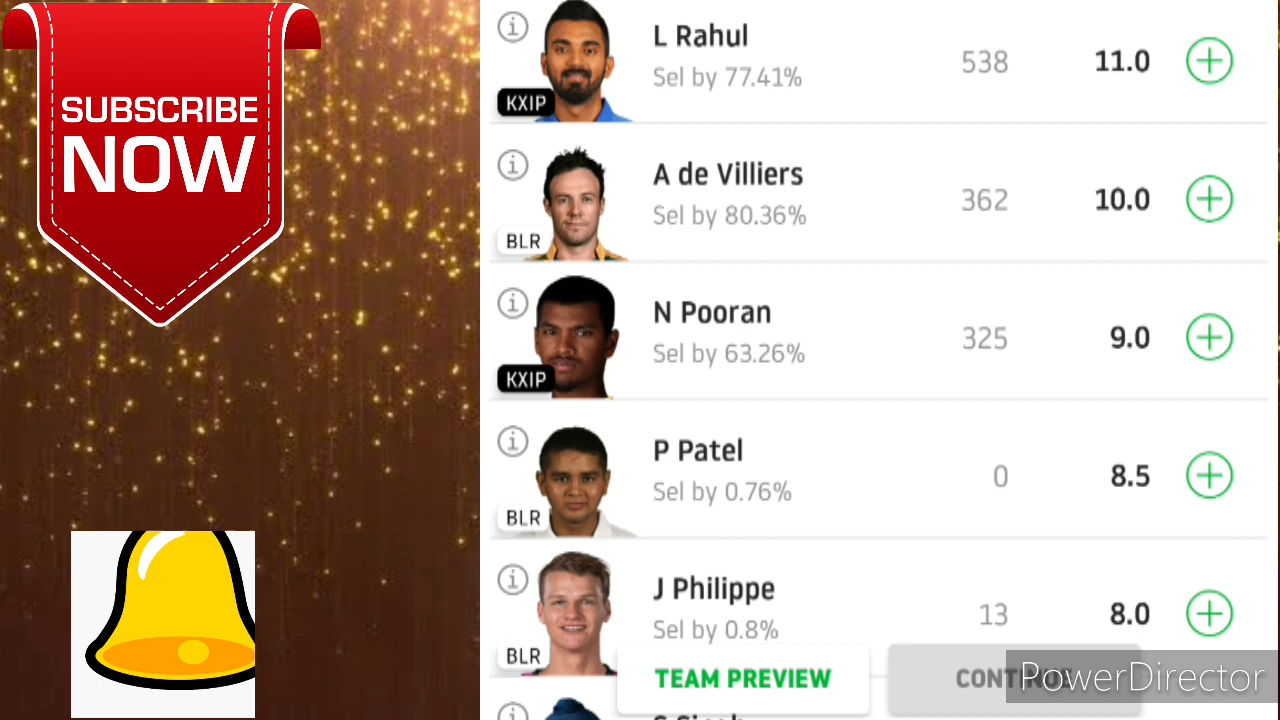 SUBSCRIBE
NOW
L Rahul
Sel by 77.41%
538
11.0
KXIP
A de Villiers
Sel by 80.36%
362
10.0
BLR
N Pooran
Sel by 63.26%
325
9.0
KXIP
P Patel
Sel by 0.76%
0
8.5
BLR
J Philippe
Sel by 0.8%
13
8.0
BLR
TEAM PREVIEW
CONTINUE
PowerDirector